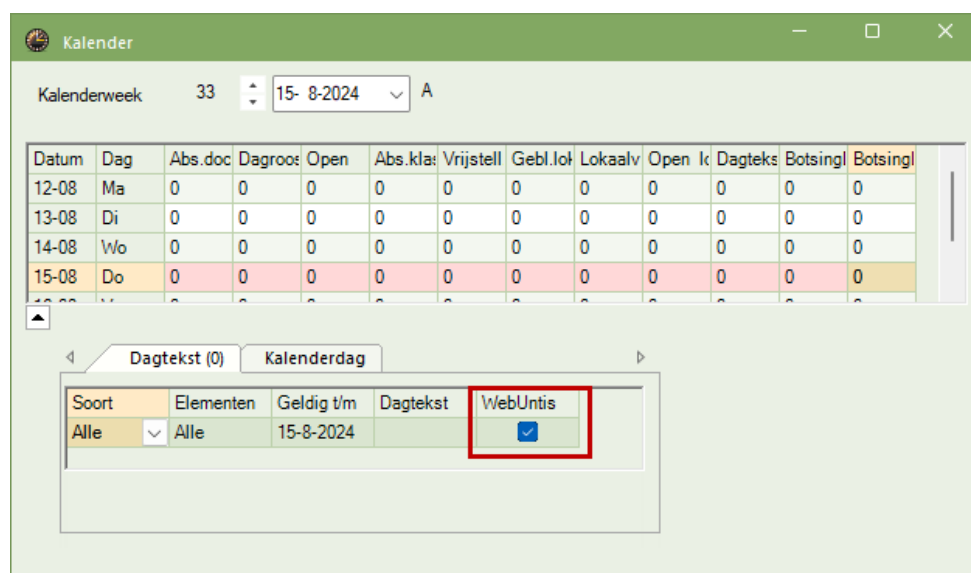 Kalender
Kalenderweek 33 15- 8-2024 A
Datum Dag Abs.doc Dagroos Open Abs.klas Vrijstell Gebl.lok Lokaalv Open lo Dagteks Botsingl Botsingl
12-08 Ma 0 0 0 0 0 0 0 0 0 0 0
13-08 Di 0 0 0 0 0 0 0 0 0 0 0
14-08 Wo 0 0 0 0 0 0 0 0 0 0 0
15-08 Do 0 0 0 0 0 0 0 0 0 0 0
Dagtekst (0) Kalenderdag
Soort Elementen Geldig t/m Dagtekst WebUntis
Alle Alle 15-8-2024